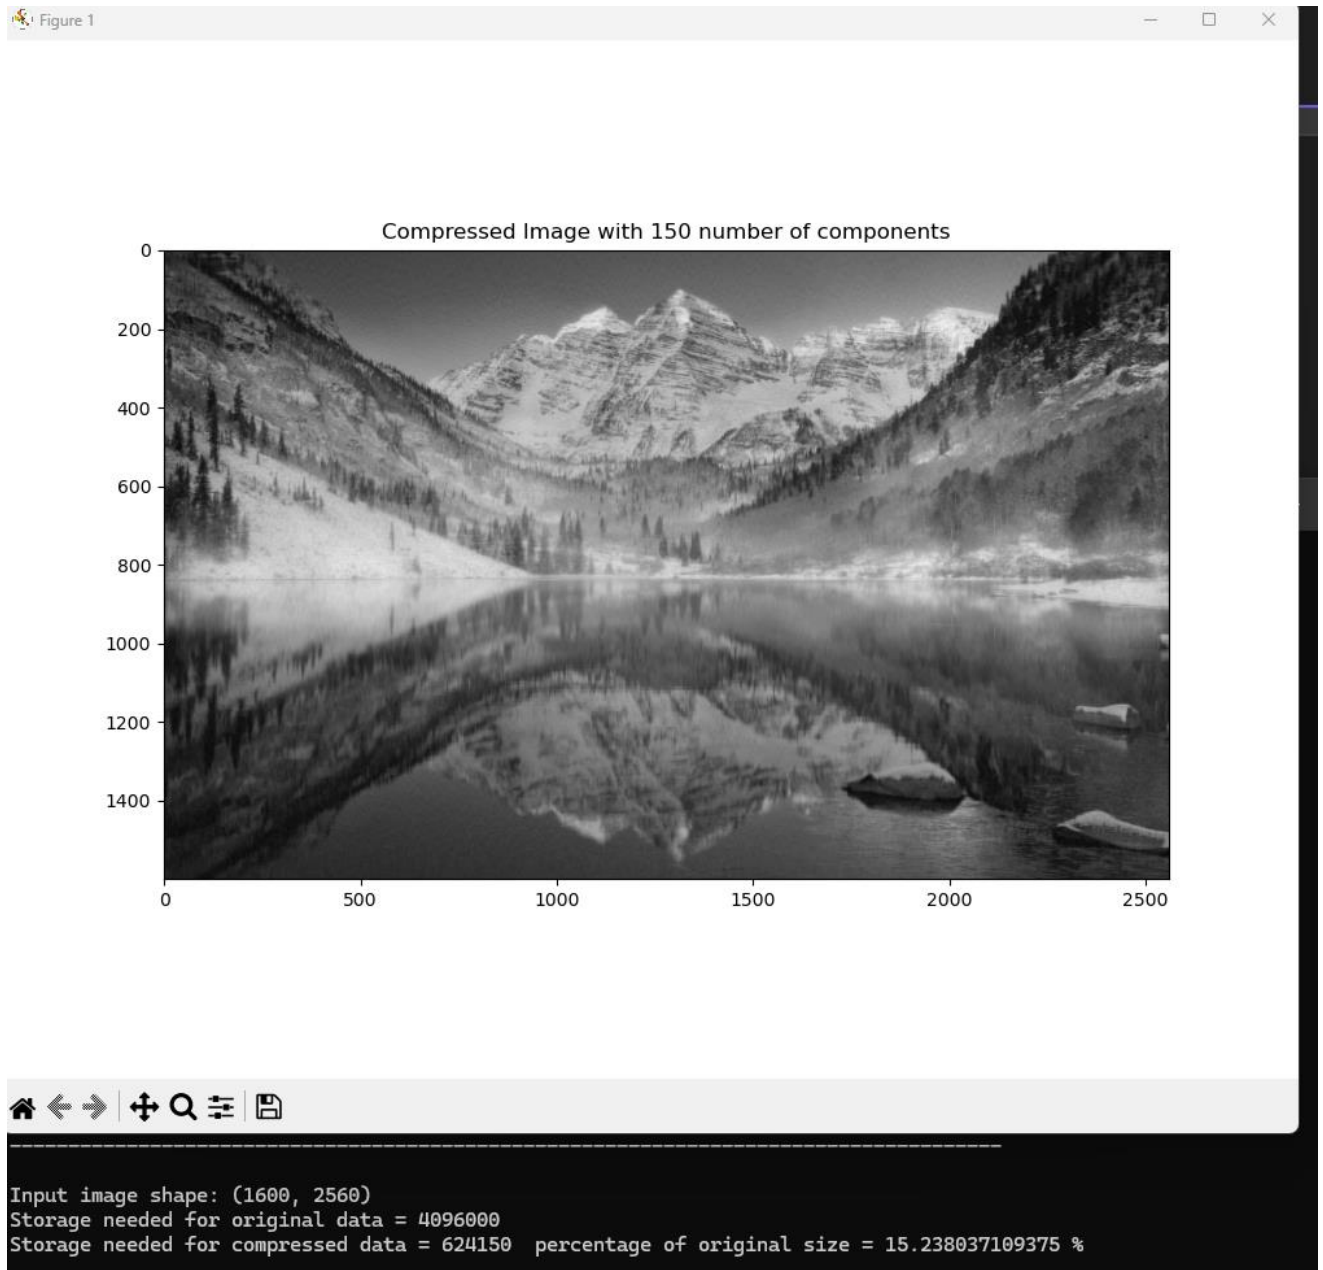 Figure 1
Compressed Image with 150 number of components
0
200
400
600
800
1000
1200
1400
0 500 1000 1500 2000 2500
Input image shape: (1600, 2560)
Storage needed for original data = 4096000
Storage needed for compressed data = 624150  percentage of original size = 15.238037109375 %